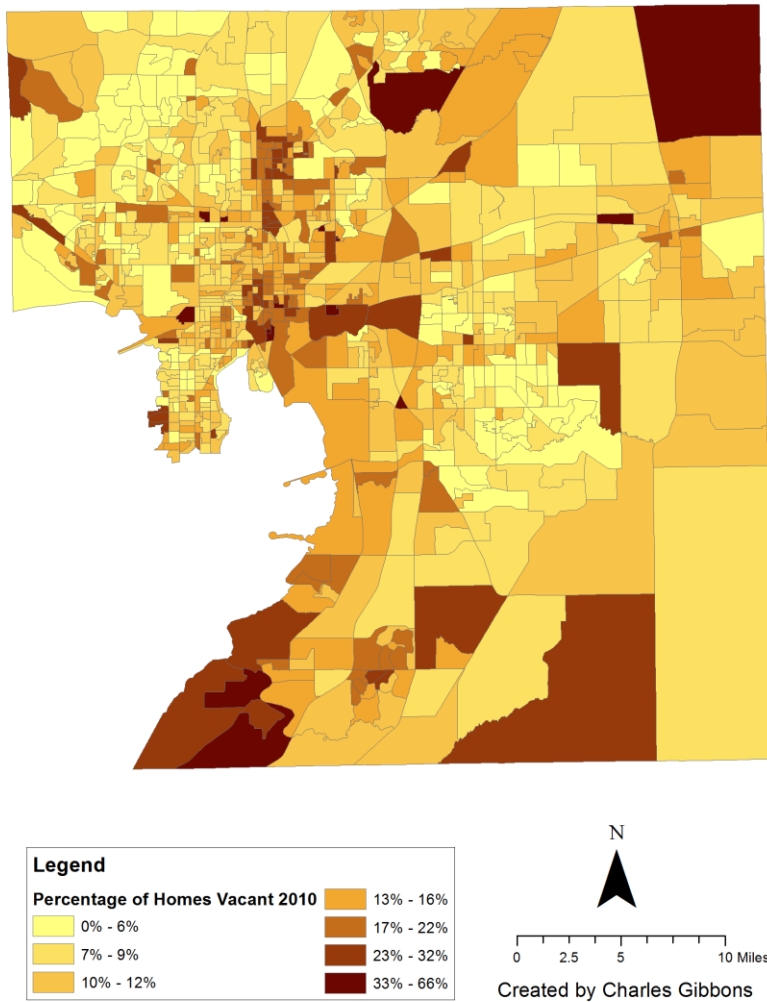 N
Legend
Percentage of Homes Vacant 2010
0% - 6%
7% - 9%
10% - 12%
13% - 16%
17% - 22%
23% - 32%
33% - 66%
0 2.5 5 10 Miles
Created by Charles Gibbons